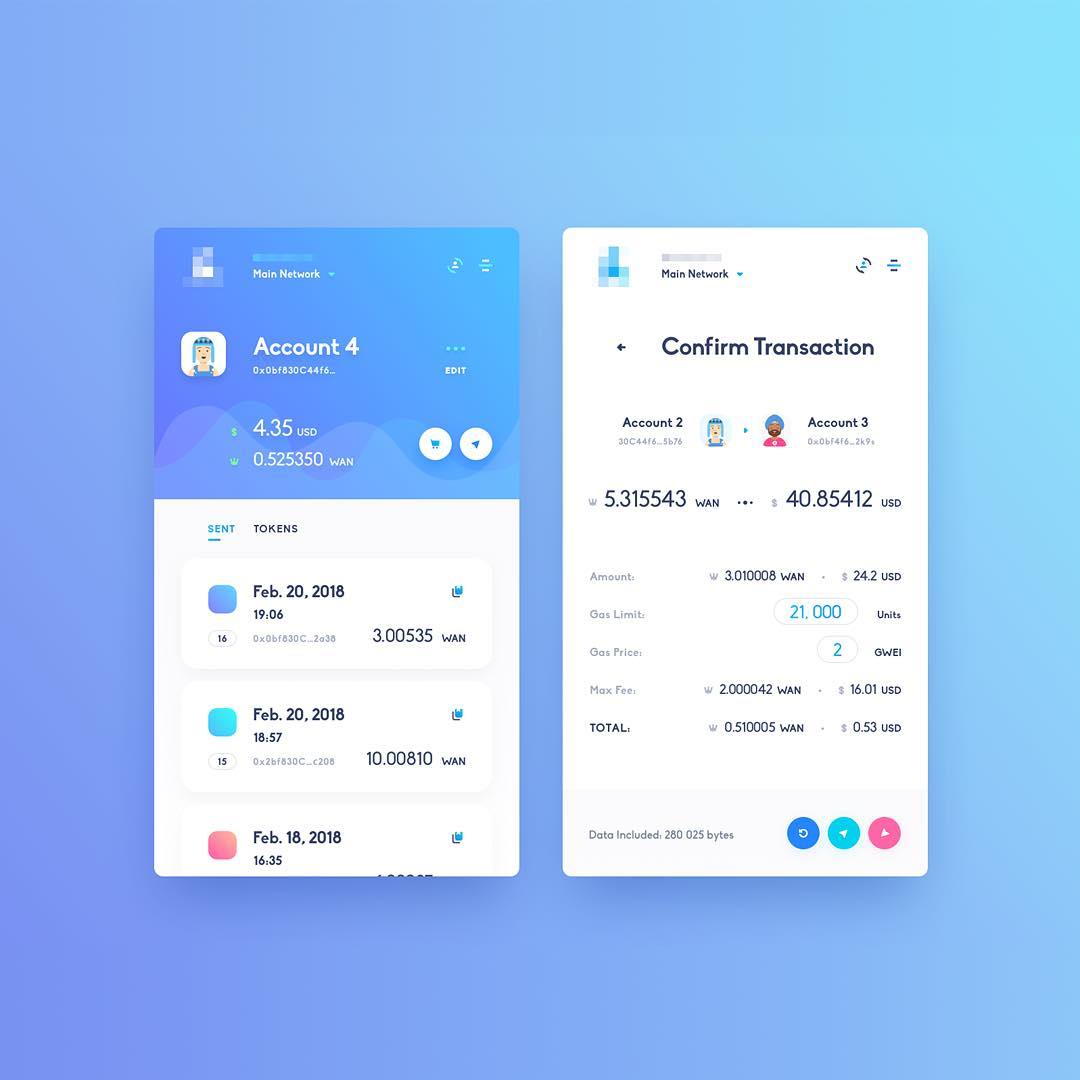 Main Network
Account 4
0x0bf830C44f6...
EDIT
$ 4.35 USD
0.525350 WAN
SENT TOKENS
Feb. 20, 2018
19:06
16 0x0bf830C...2a38 3.00535 WAN
Feb. 20, 2018
18:57
15 0x2bf830C...c208 10.00810 WAN
Feb. 18, 2018
16:35
Main Network
Confirm Transaction
Account 2 Account 3
30C44f6...5b76 0x0bf4f6...2k9s
5.315543 WAN ••• $ 40.85412 USD
Amount: 3.010008 WAN • $ 24.2 USD
Gas Limit: 21, 000 Units
Gas Price: 2 GWEI
Max Fee: 2.000042 WAN • $ 16.01 USD
TOTAL: 0.510005 WAN • $ 0.53 USD
Data Included: 280 025 bytes